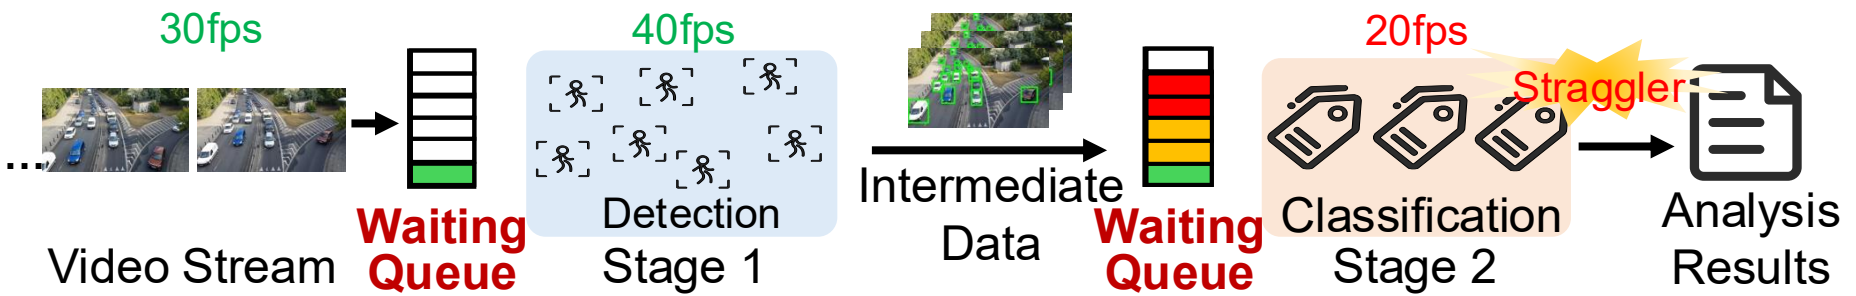 30fps
40fps
20fps
Straggler
...
Video Stream
Waiting
Queue
Detection
Stage 1
Intermediate
Data
Waiting
Queue
Classification
Stage 2
Analysis
Results